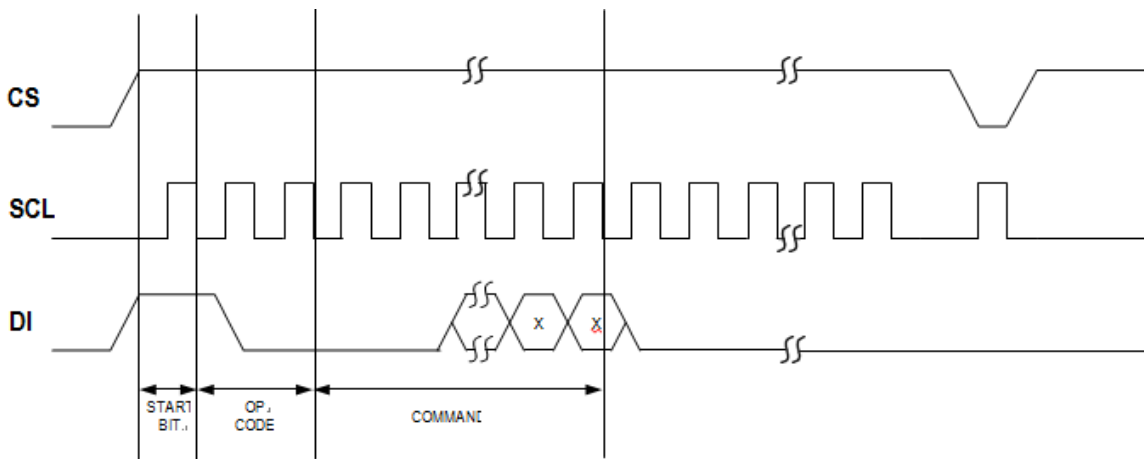 CS
SCL
DI
X X
START
BIT.
OP.
CODE
COMMAND